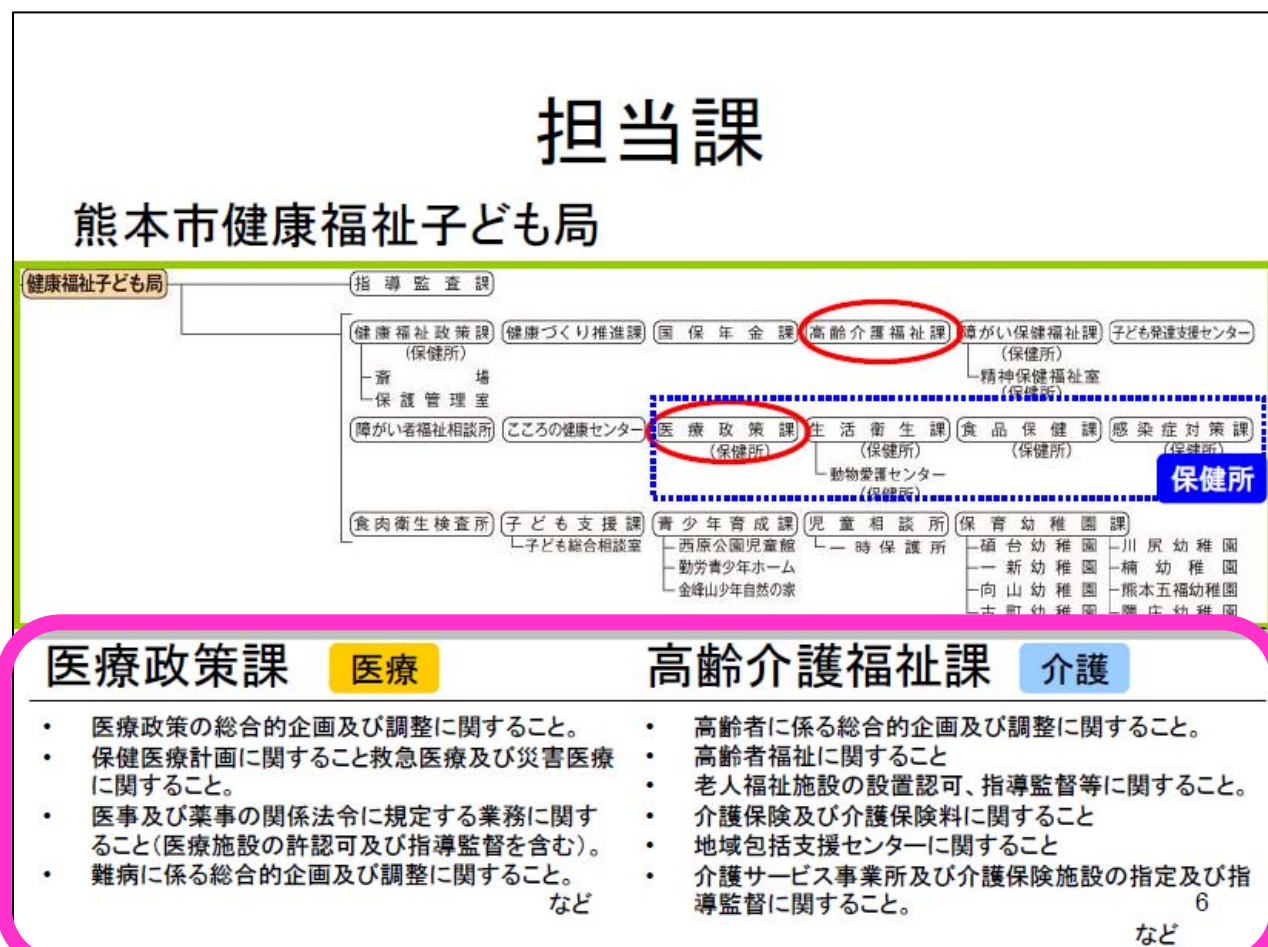 担当課
熊本市健康福祉子ども局
健康福祉子ども局
指導監査課
健康福祉政策課 健康づくり推進課 国保年金課 高齢介護福祉課 障がい保健福祉課 子ども発達支援センター
(保健所) (保健所)
斎場 精神保健福祉室
保護管理室 (保健所)
障がい者福祉相談所 こころの健康センター 医療政策課 生活衛生課 食品保健課 感染症対策課
(保健所) (保健所) (保健所) (保健所)
動物愛護センター
(保健所)
保健所
食肉衛生検査所 子ども支援課 青少年育成課 児童相談所 保育幼稚園課
子ども総合相談室 西原公園児童館 一時保護所 碩台幼稚園 川尻幼稚園
勤労青少年ホーム 一新幼稚園 楠幼稚園
金峰山少年自然の家 向山幼稚園 熊本五福幼稚園
古町幼稚園 隈庄幼稚園
医療政策課 医療
• 医療政策の総合的企画及び調整に関すること。
• 保健医療計画に関すること救急医療及び災害医療
に関すること。
• 医事及び薬事の関係法令に規定する業務に関す
ること(医療施設の許認可及び指導監督を含む)。
• 難病に係る総合的企画及び調整に関すること。
など
高齢介護福祉課 介護
• 高齢者に係る総合的企画及び調整に関すること。
• 高齢者福祉に関すること
• 老人福祉施設の設置認可、指導監督等に関すること。
• 介護保険及び介護保険料に関すること
• 地域包括支援センターに関すること
• 介護サービス事業所及び介護保険施設の指定及び指
導監督に関すること。
など
6